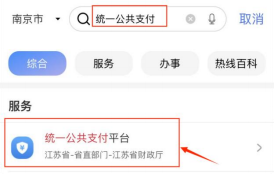 南京市 统一公共支付 取消
综合 服务 办事 热线百科
服务
统一公共支付平台
江苏省-省直部门-江苏省财政厅